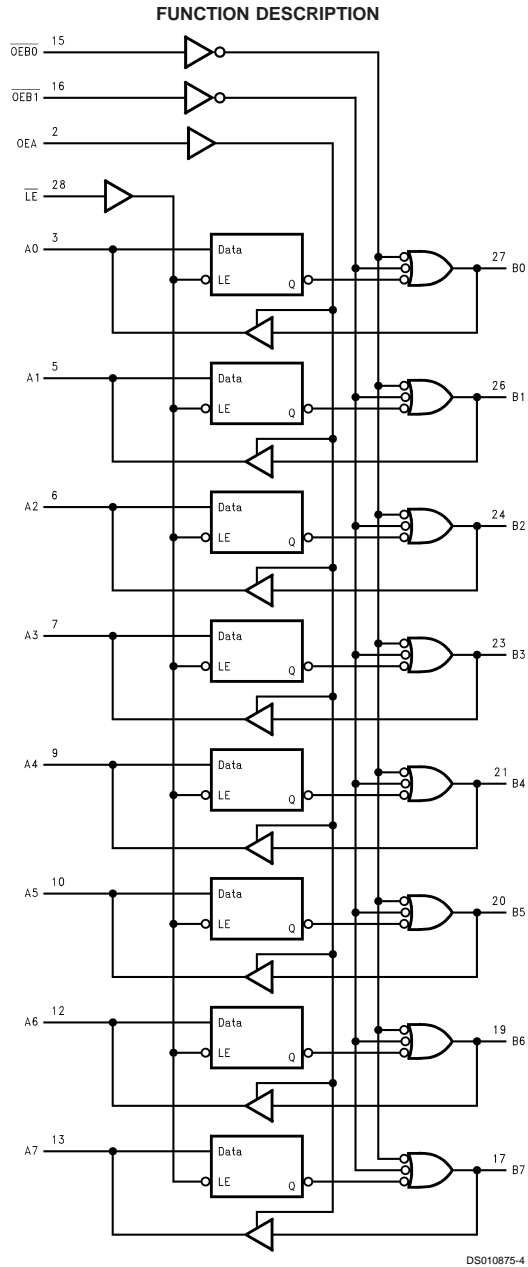 FUNCTION DESCRIPTION
OEB0 15
OEB1 16
OEA 2
LE 28
A0 3 Data LE Q 27 B0
A1 5 Data LE Q 26 B1
A2 6 Data LE Q 24 B2
A3 7 Data LE Q 23 B3
A4 9 Data LE Q 21 B4
A5 10 Data LE Q 20 B5
A6 12 Data LE Q 19 B6
A7 13 Data LE Q 17 B7
DS010875-4